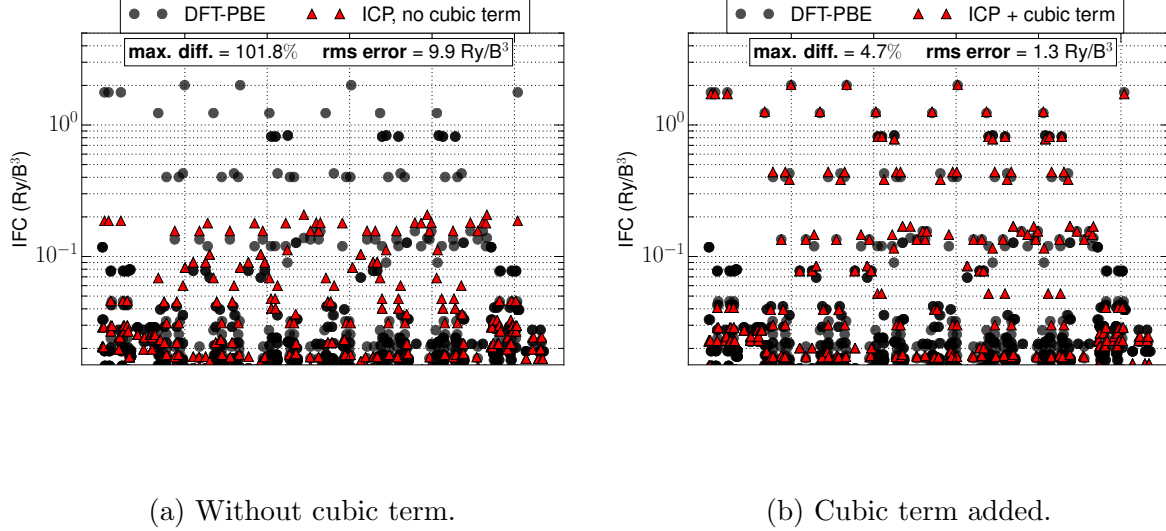 DFT-PBE ICP, no cubic term
max. diff. = 101.8% rms error = 9.9 Ry/B³
10⁰
10⁻¹
IFC (Ry/B³)
(a) Without cubic term.
DFT-PBE ICP + cubic term
max. diff. = 4.7% rms error = 1.3 Ry/B³
10⁰
10⁻¹
IFC (Ry/B³)
(b) Cubic term added.